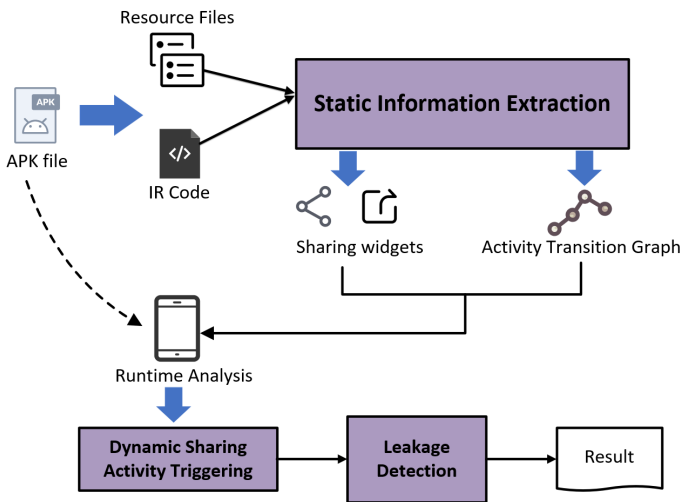 Resource Files
APK
Static Information Extraction
</>
APK file
IR Code
Sharing widgets
Activity Transition Graph
Runtime Analysis
Dynamic Sharing
Activity Triggering
Leakage
Detection
Result